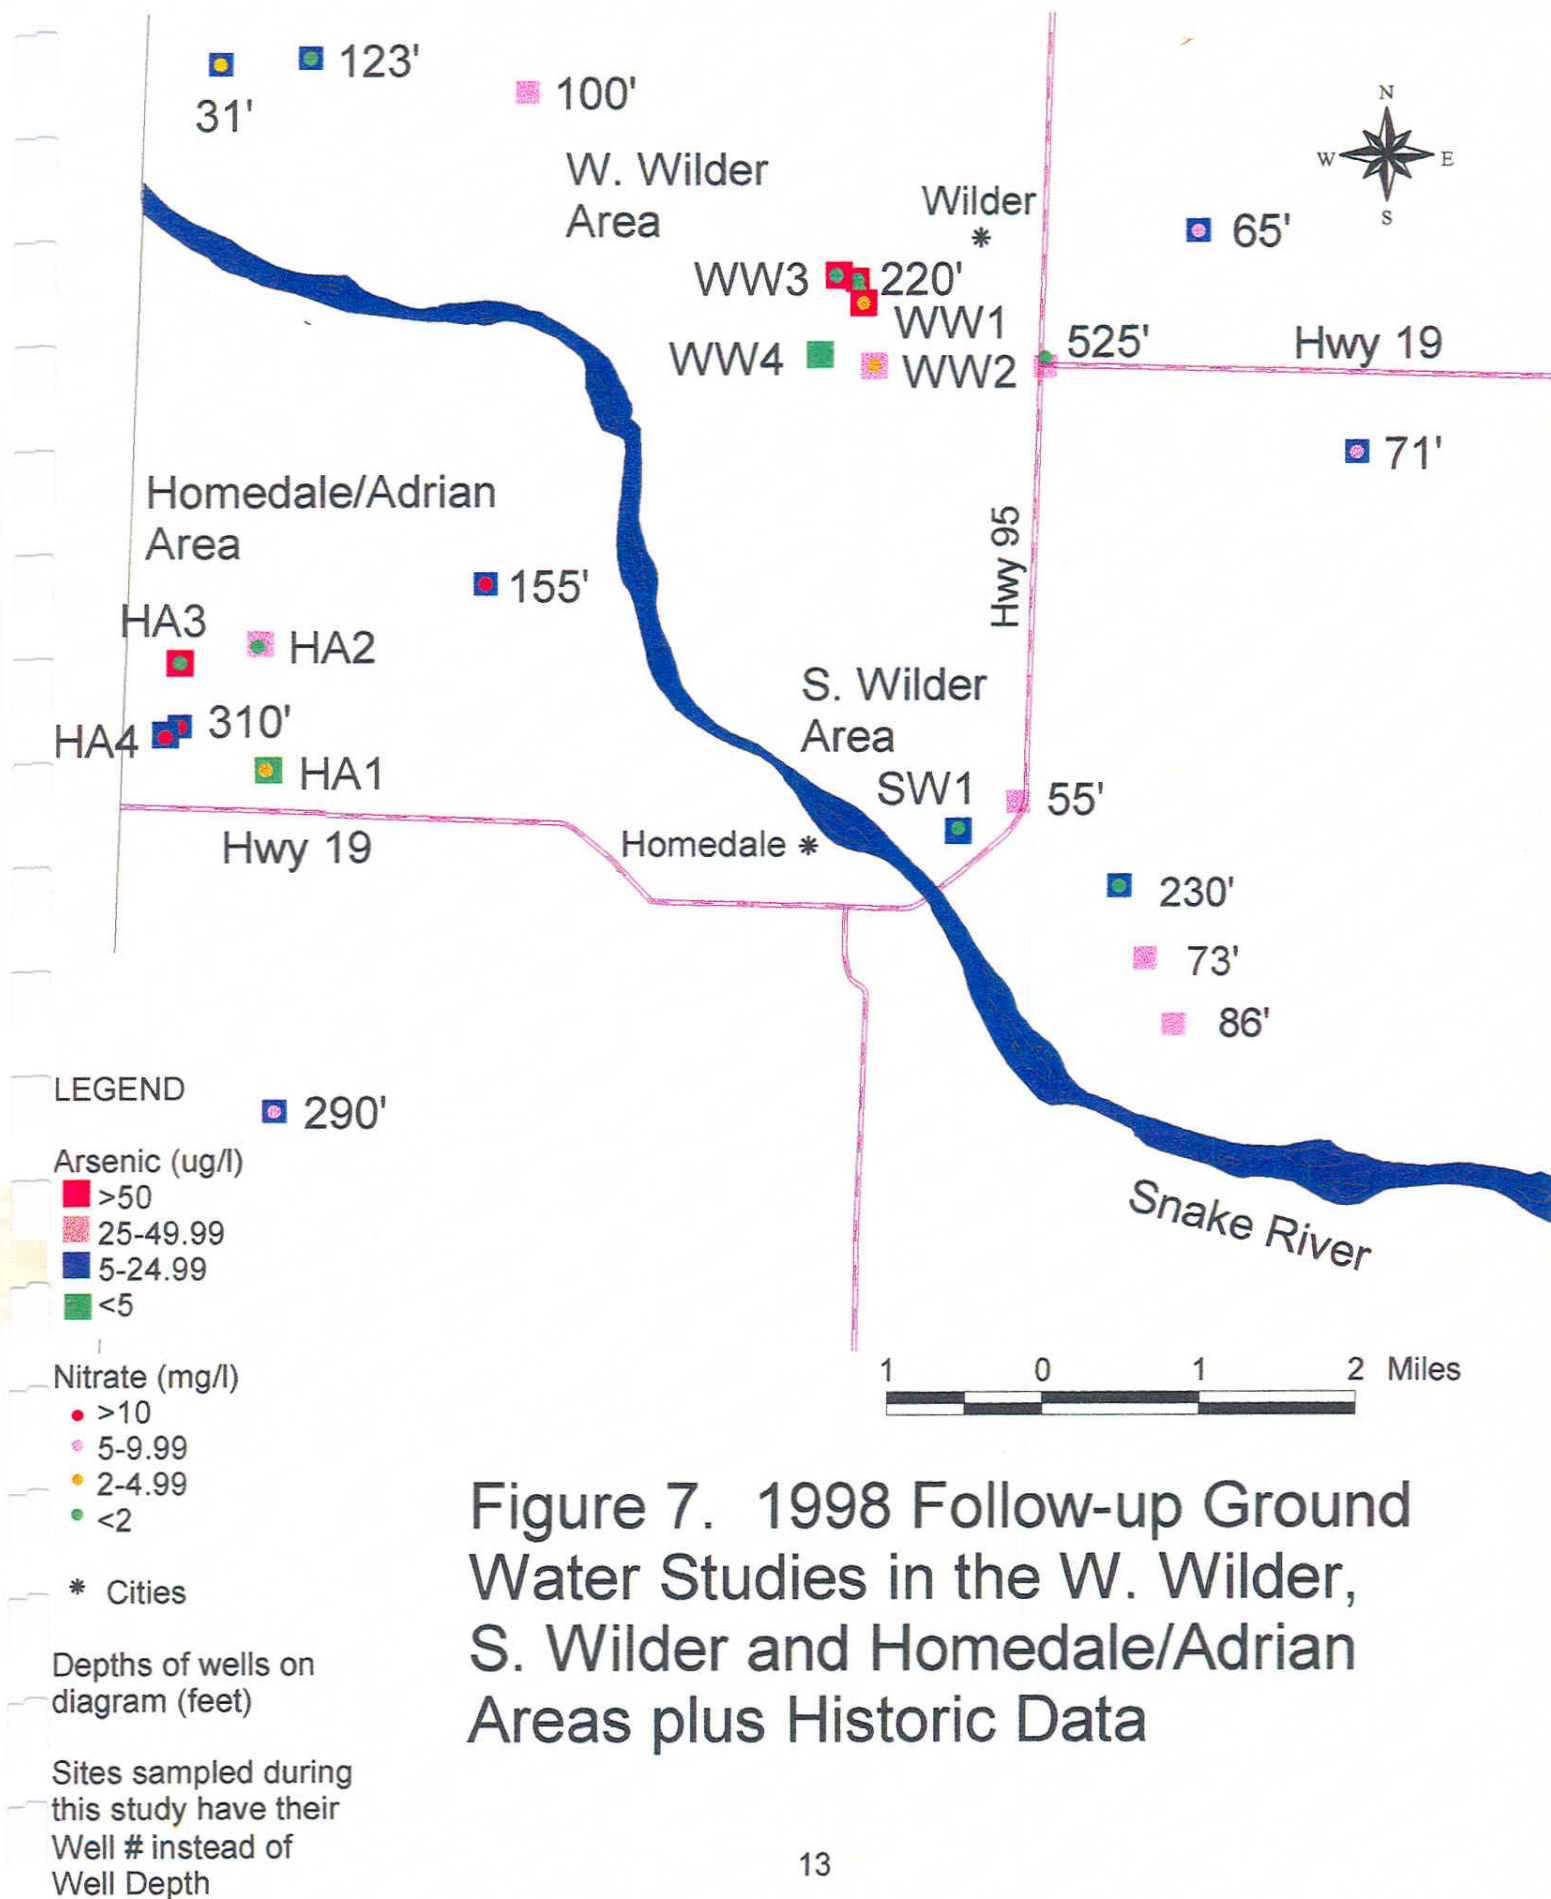 123'
31'
100'
N
W
E
S
W. Wilder
Area
Wilder
65'
WW3
220'
WW1
WW4
WW2
525'
Hwy 19
71'
Homedale/Adrian
Area
Hwy 95
155'
HA3
HA2
S. Wilder
Area
310'
HA4
HA1
SW1
55'
Hwy 19
Homedale
230'
73'
86'
LEGEND
290'
Arsenic (ug/l)
>50
25-49.99
5-24.99
<5
Snake River
Nitrate (mg/l)
>10
5-9.99
2-4.99
<2
1 0 1 2 Miles
* Cities
Depths of wells on
diagram (feet)
Sites sampled during
this study have their
Well # instead of
Well Depth
Figure 7. 1998 Follow-up Ground
Water Studies in the W. Wilder,
S. Wilder and Homedale/Adrian
Areas plus Historic Data
13